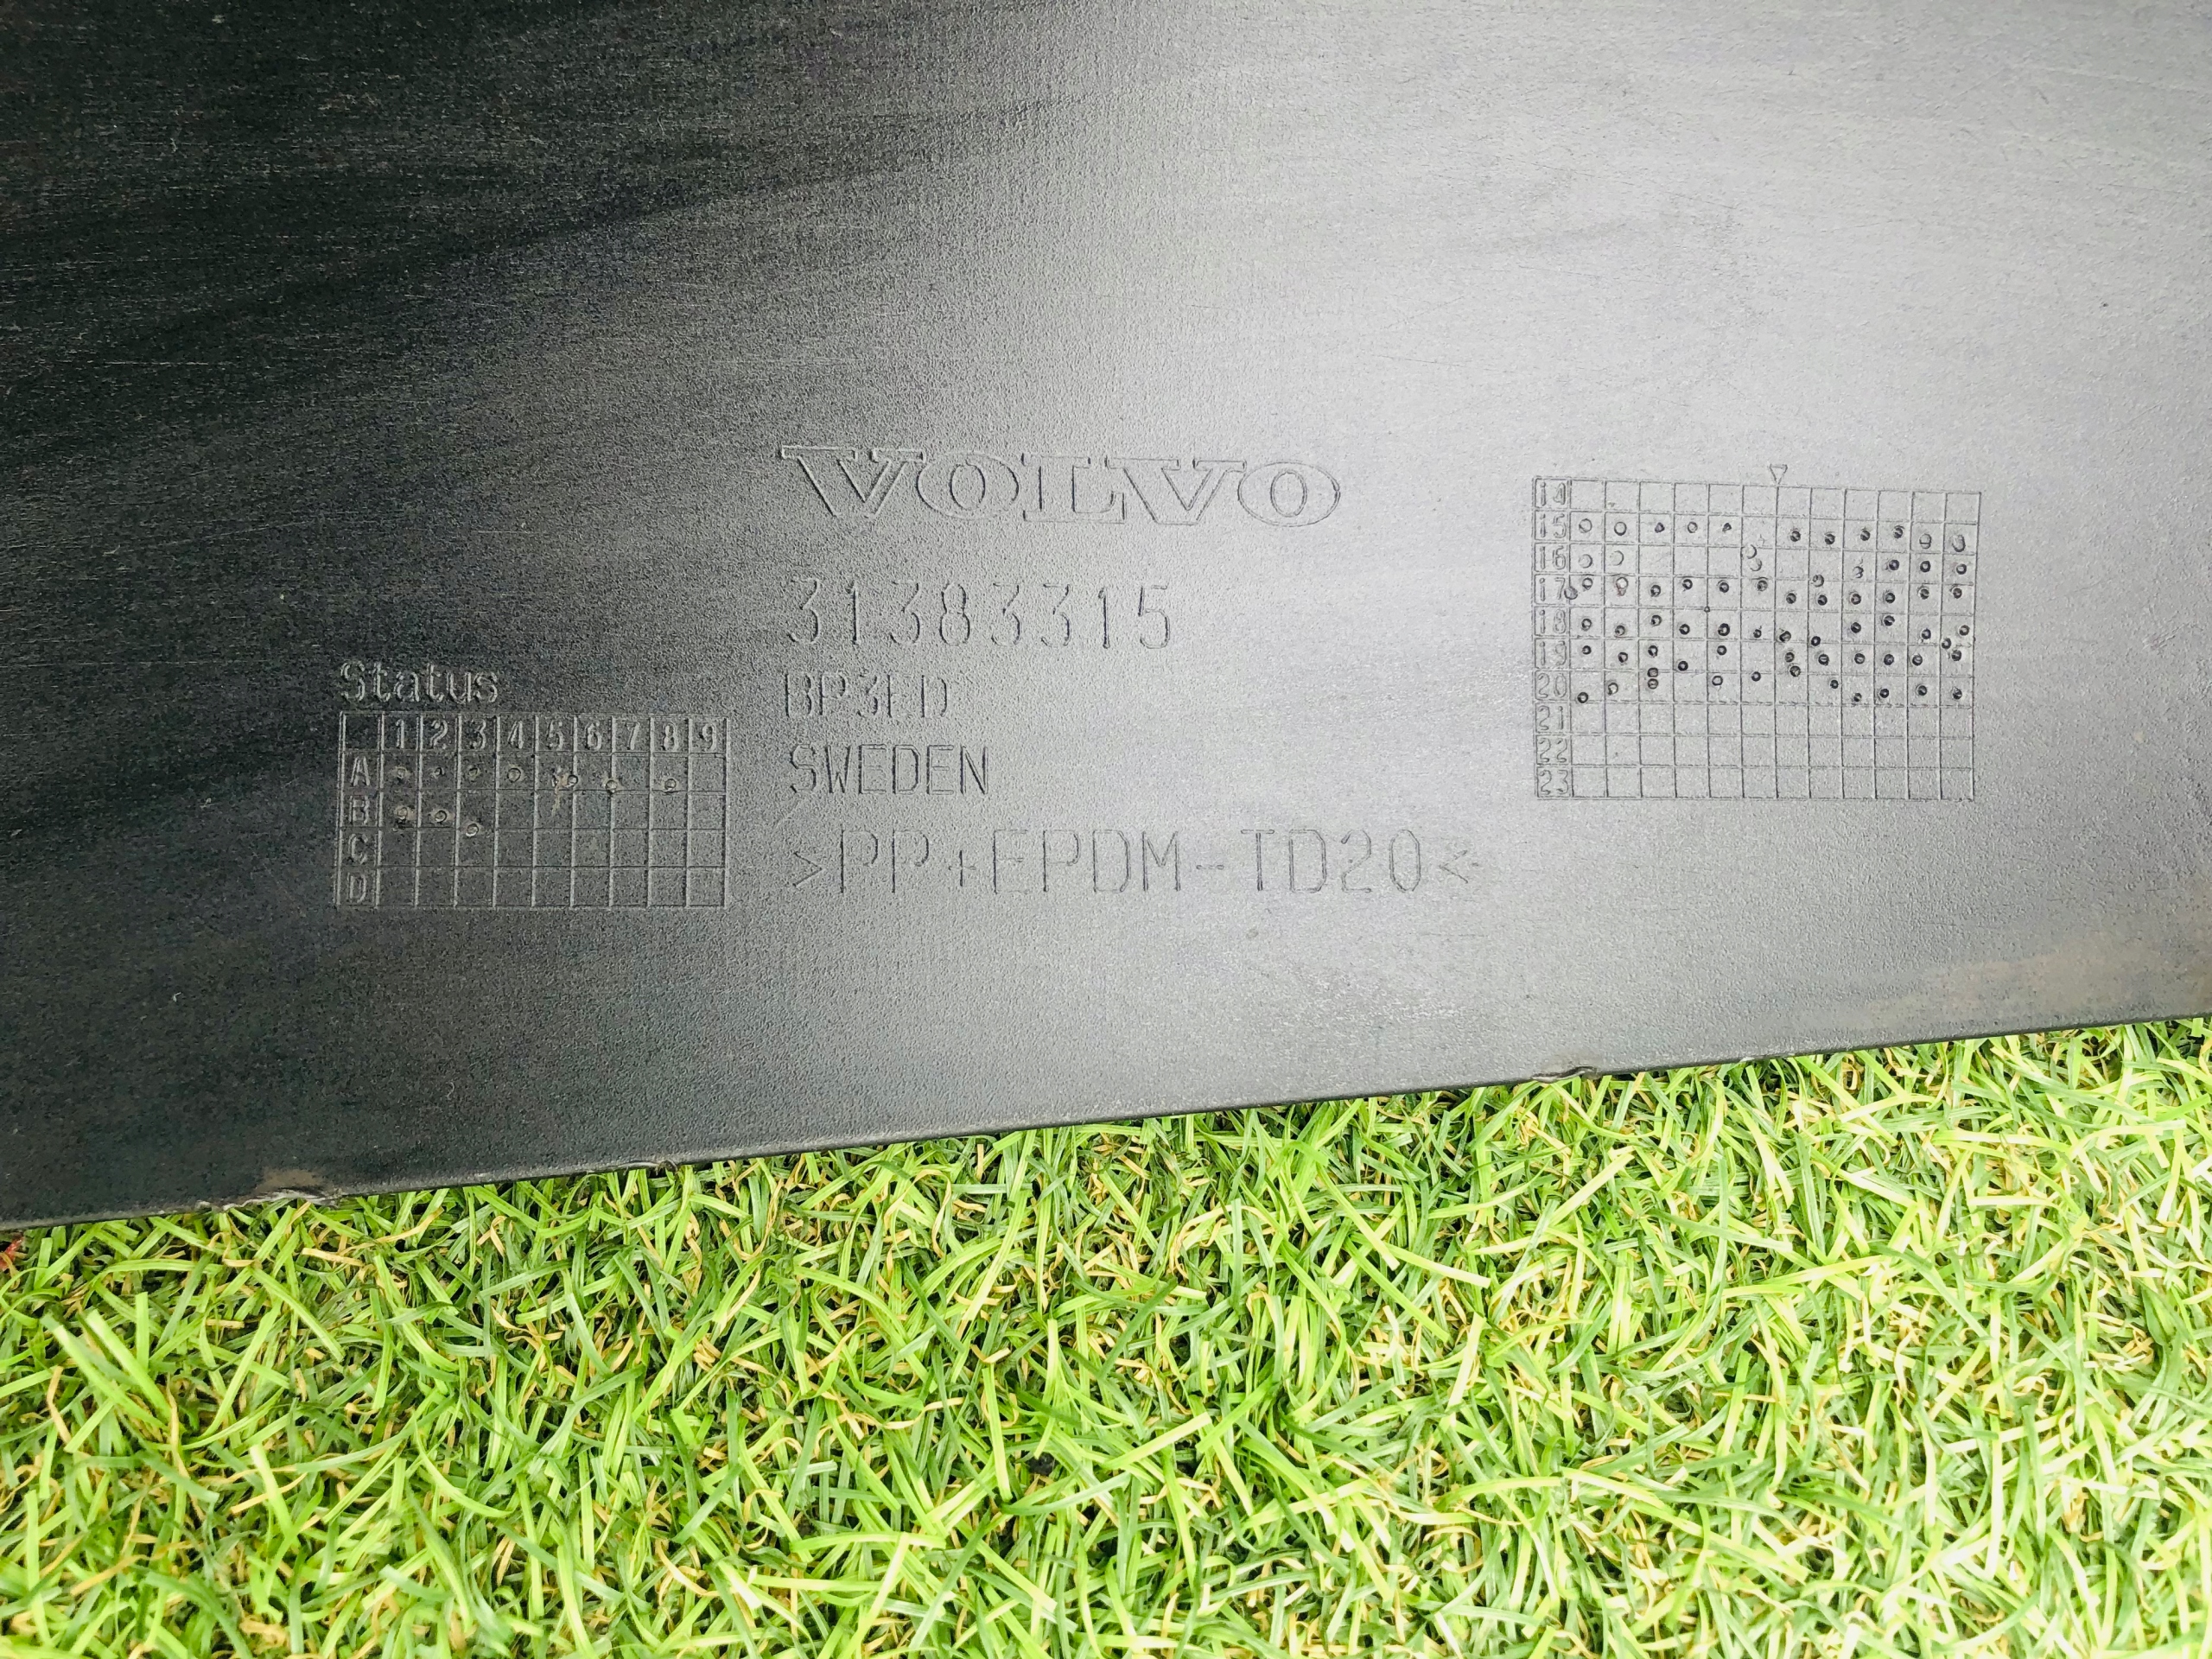 VOLVO
31383315
BP3ED
SWEDEN
>PP+EPDM-TD20<
Status
1 2 3 4 5 6 7 8 9
A
B
C
D
14
15
16
17
18
19
20
21
22
23